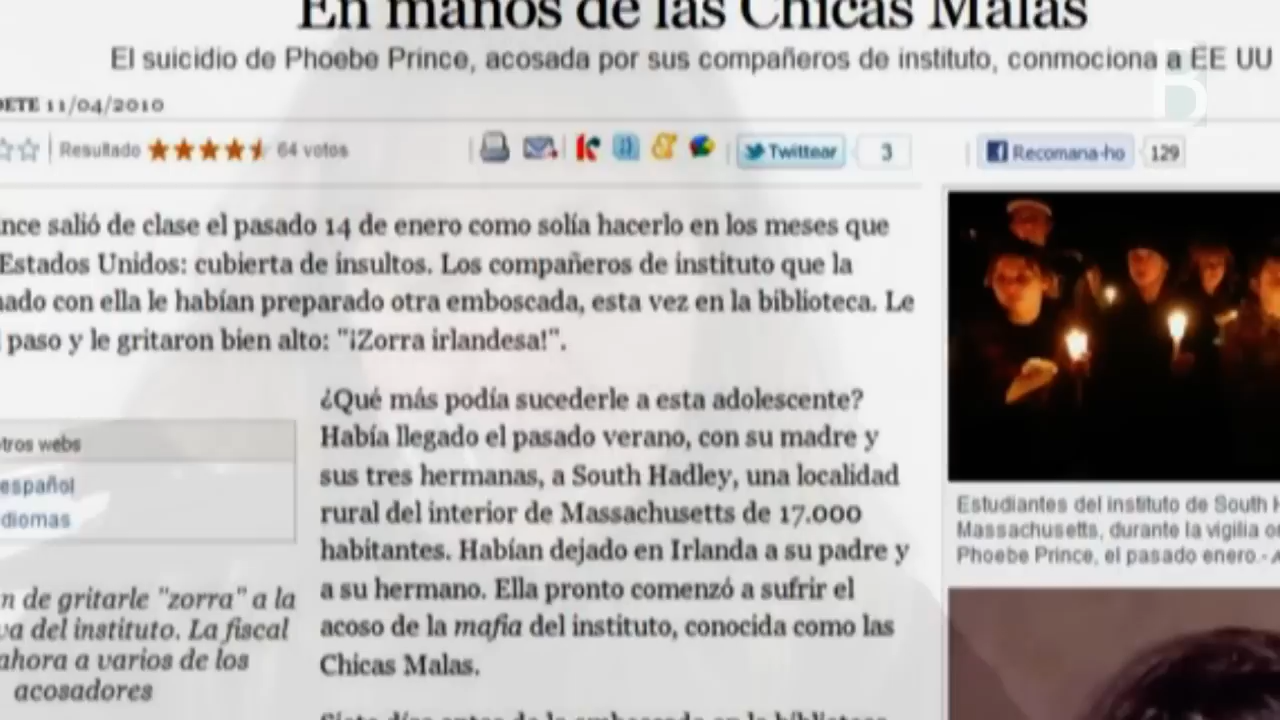 En manos de las Chicas Malas
El suicidio de Phoebe Prince, acosada por sus compañeros de instituto, conmociona a EE UU
11/04/2010
Resultado
64 votos
Twittear
3
Recomana-ho
129
salió de clase el pasado 14 de enero como solía hacerlo en los meses que
Estados Unidos: cubierta de insultos. Los compañeros de instituto que la
con ella le habían preparado otra emboscada, esta vez en la biblioteca. Le
paso y le gritaron bien alto: "¡Zorra irlandesa!".
¿Qué más podía sucederle a esta adolescente?
Había llegado el pasado verano, con su madre y
sus tres hermanas, a South Hadley, una localidad
rural del interior de Massachusetts de 17.000
habitantes. Habían dejado en Irlanda a su padre y
a su hermano. Ella pronto comenzó a sufrir el
acoso de la mafia del instituto, conocida como las
Chicas Malas.
webs
español
de gritarle "zorra" a la
del instituto. La fiscal
ahora a varios de los
acosadores
Estudiantes del instituto de South
Massachusetts, durante la vigilia
Phoebe Prince, el pasado enero.-